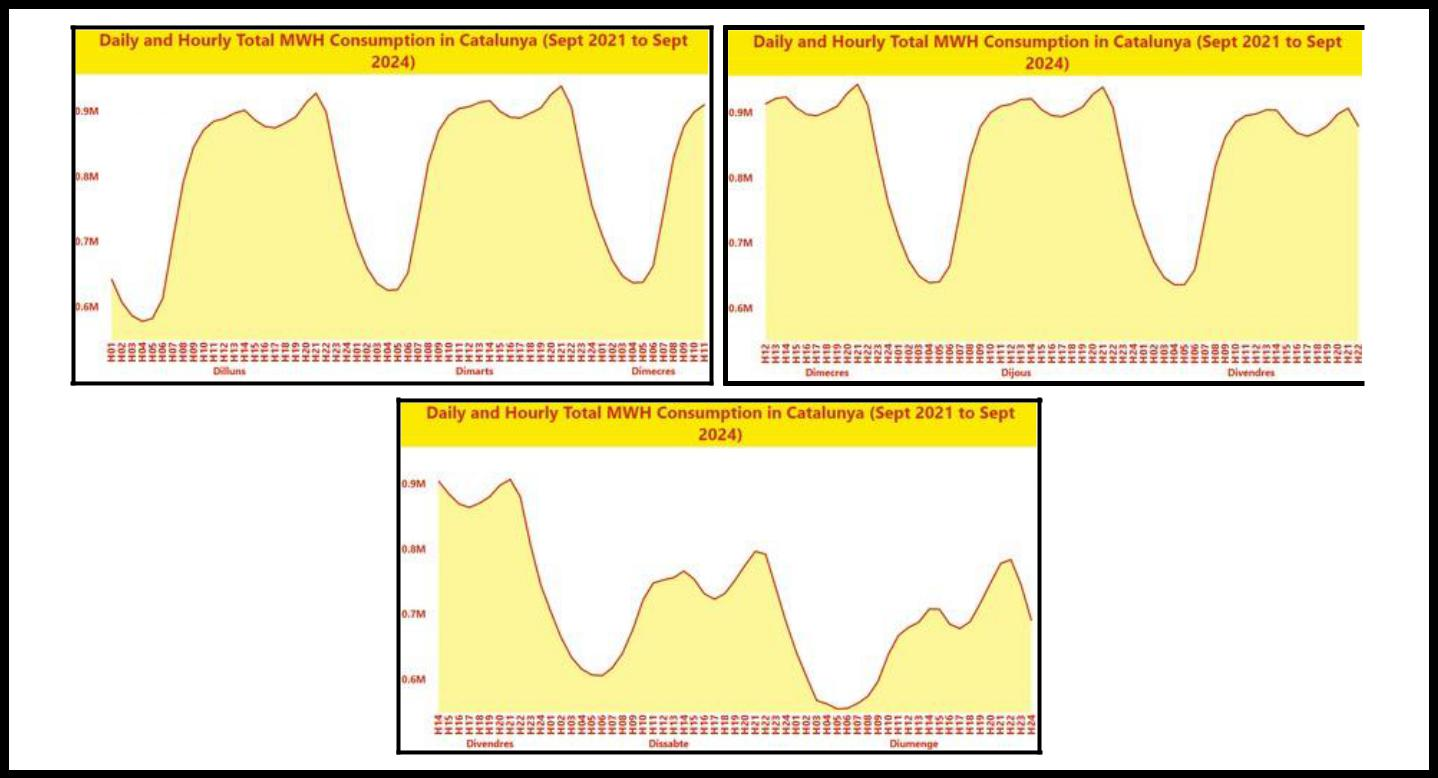 Daily and Hourly Total MWH Consumption in Catalunya (Sept 2021 to Sept
2024)
0.9M
0.8M
0.7M
0.6M
H01 H02 H03 H04 H05 H06 H07 H08 H09 H10 H11 H12 H13 H14 H15 H16 H17 H18 H19 H20 H21 H22 H23 H24 H01 H02 H03 H04 H05 H06 H07 H08 H09 H10 H11 H12 H13 H14 H15 H16 H17 H18 H19 H20 H21 H22 H23 H24 H01 H02 H03 H04 H05 H06 H07 H08 H09 H10 H11
Dilluns Dimarts Dimecres
Daily and Hourly Total MWH Consumption in Catalunya (Sept 2021 to Sept
2024)
0.9M
0.8M
0.7M
0.6M
H12 H13 H14 H15 H16 H17 H18 H19 H20 H21 H22 H23 H24 H01 H02 H03 H04 H05 H06 H07 H08 H09 H10 H11 H12 H13 H14 H15 H16 H17 H18 H19 H20 H21 H22 H23 H24 H01 H02 H03 H04 H05 H06 H07 H08 H09 H10 H11 H12 H13 H14 H15 H16 H17 H18 H19 H20 H21 H22
Dimecres Dijous Divendres
Daily and Hourly Total MWH Consumption in Catalunya (Sept 2021 to Sept
2024)
0.9M
0.8M
0.7M
0.6M
H14 H15 H16 H17 H18 H19 H20 H21 H22 H23 H24 H01 H02 H03 H04 H05 H06 H07 H08 H09 H10 H11 H12 H13 H14 H15 H16 H17 H18 H19 H20 H21 H22 H23 H24 H01 H02 H03 H04 H05 H06 H07 H08 H09 H10 H11 H12 H13 H14 H15 H16 H17 H18 H19 H20 H21 H22 H23 H24
Divendres Dissabte Diumenge